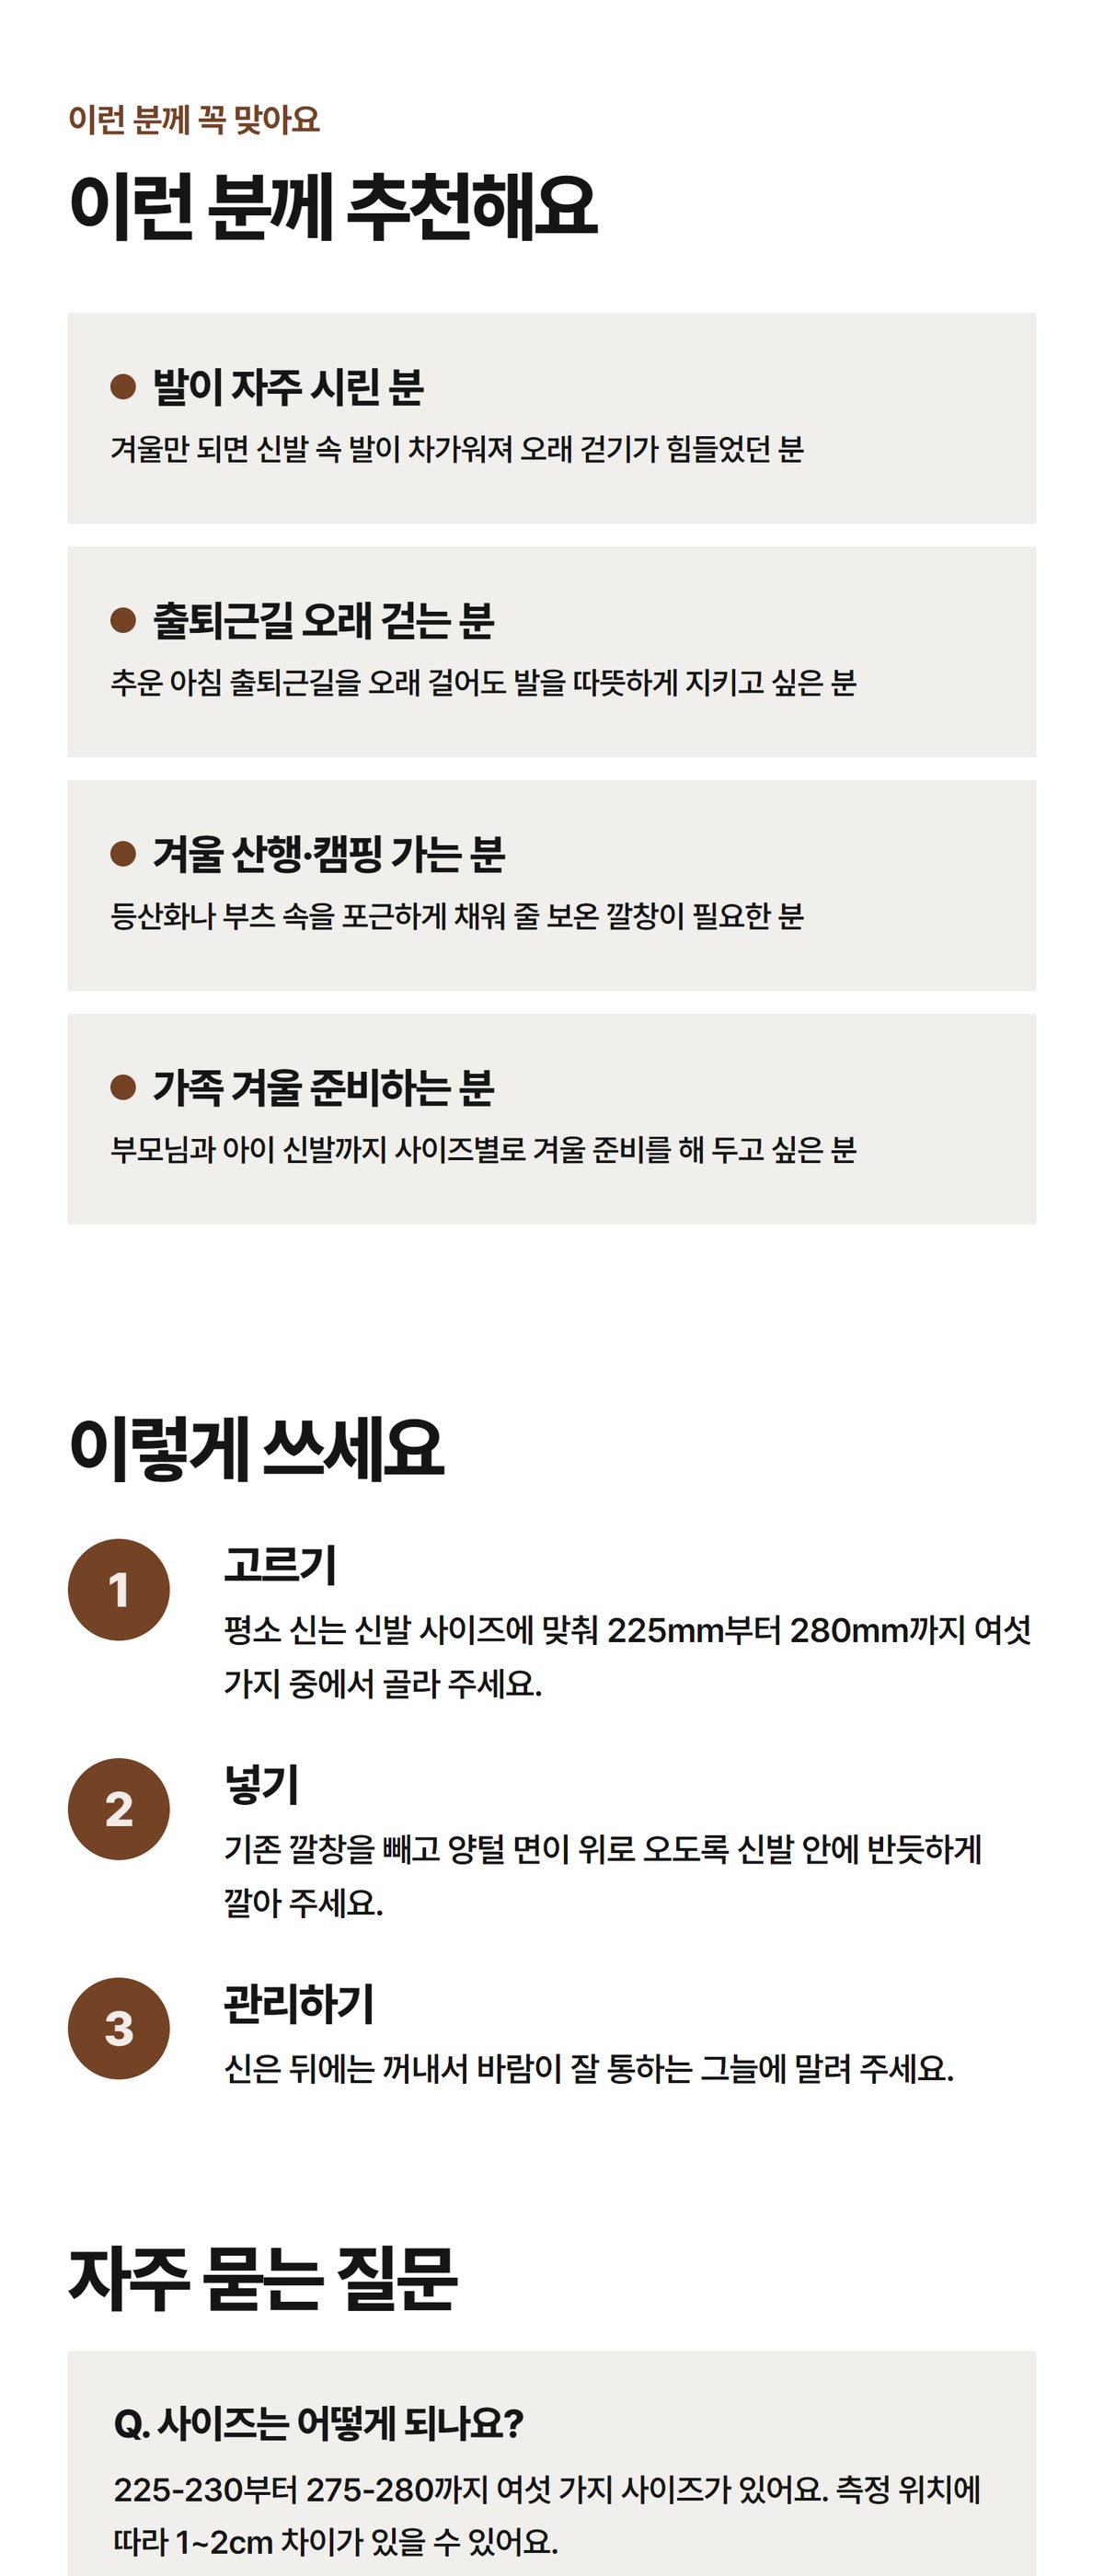 이런 분께 꼭 맞아요
이런 분께 추천해요
발이 자주 시린 분
겨울만 되면 신발 속 발이 차가워져 오래 걷기가 힘들었던 분
출퇴근길 오래 걷는 분
추운 아침 출퇴근길을 오래 걸어도 발을 따뜻하게 지키고 싶은 분
겨울 산행·캠핑 가는 분
등산화나 부츠 속을 포근하게 채워 줄 보온 깔창이 필요한 분
가족 겨울 준비하는 분
부모님과 아이 신발까지 사이즈별로 겨울 준비를 해 두고 싶은 분
이렇게 쓰세요
1
고르기
평소 신는 신발 사이즈에 맞춰 225mm부터 280mm까지 여섯
가지 중에서 골라 주세요.
2
넣기
기존 깔창을 빼고 양털 면이 위로 오도록 신발 안에 반듯하게
깔아 주세요.
3
관리하기
신은 뒤에는 꺼내서 바람이 잘 통하는 그늘에 말려 주세요.
자주 묻는 질문
Q. 사이즈는 어떻게 되나요?
225-230부터 275-280까지 여섯 가지 사이즈가 있어요. 측정 위치에
따라 1~2cm 차이가 있을 수 있어요.